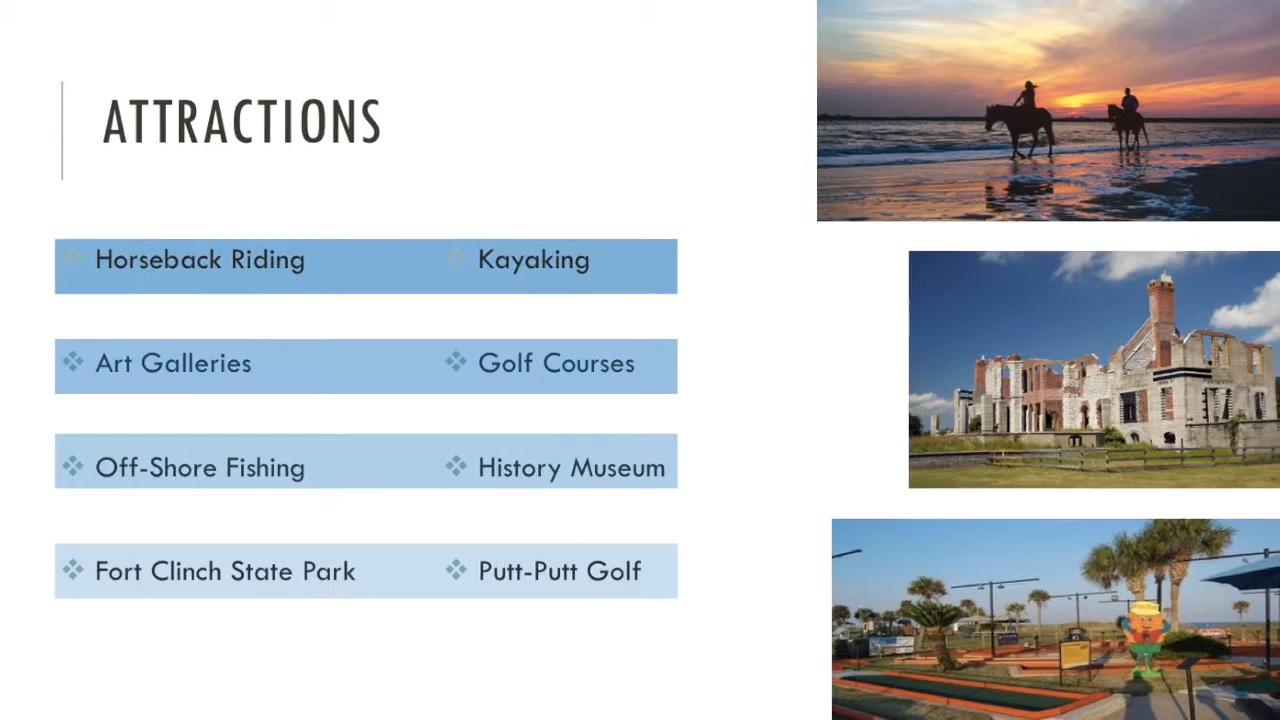 ATTRACTIONS
Horseback Riding
Kayaking
Art Galleries
Golf Courses
Off-Shore Fishing
History Museum
Fort Clinch State Park
Putt-Putt Golf